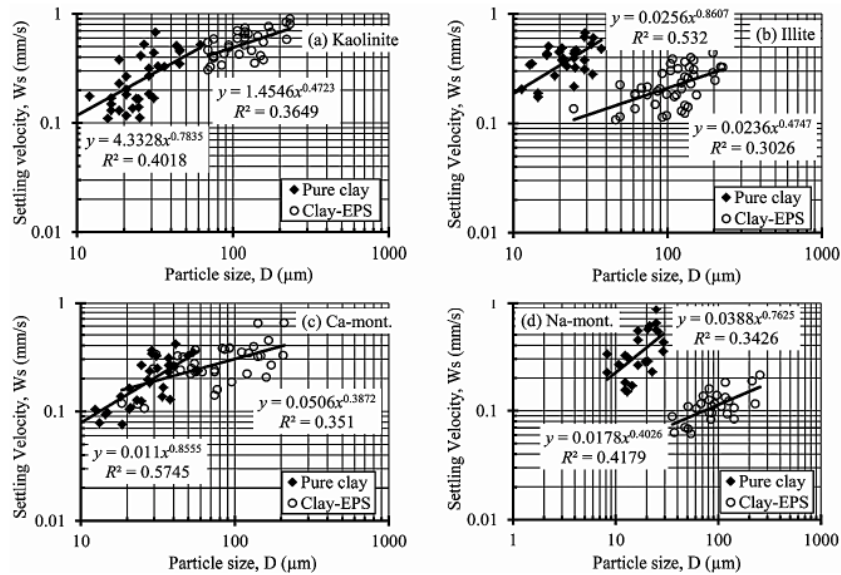 Settling velocity, Ws (mm/s)
1
0.1
0.01
(a) Kaolinite
y = 1.4546x^0.4723
R² = 0.3649
y = 4.3328x^0.7835
R² = 0.4018
Pure clay
Clay-EPS
10
100
1000
Particle size, D (µm)
Settling Velocity, Ws (mm/s)
1
0.1
0.01
y = 0.0256x^0.8607
R² = 0.532
(b) Illite
y = 0.0236x^0.4747
R² = 0.3026
Pure clay
Clay-EPS
10
100
1000
Particle size, D (µm)
Settling Velocity, Ws (mm/s)
1
0.1
0.01
(c) Ca-mont.
y = 0.0506x^0.3872
R² = 0.351
y = 0.011x^0.8555
R² = 0.5745
Pure clay
Clay-EPS
10
100
1000
Particle size, D (µm)
Settling Velocity, Ws (mm/s)
1
0.1
0.01
(d) Na-mont.
y = 0.0388x^0.7625
R² = 0.3426
y = 0.0178x^0.4026
R² = 0.4179
Pure clay
Clay-EPS
1
10
100
1000
Particle size, D (µm)